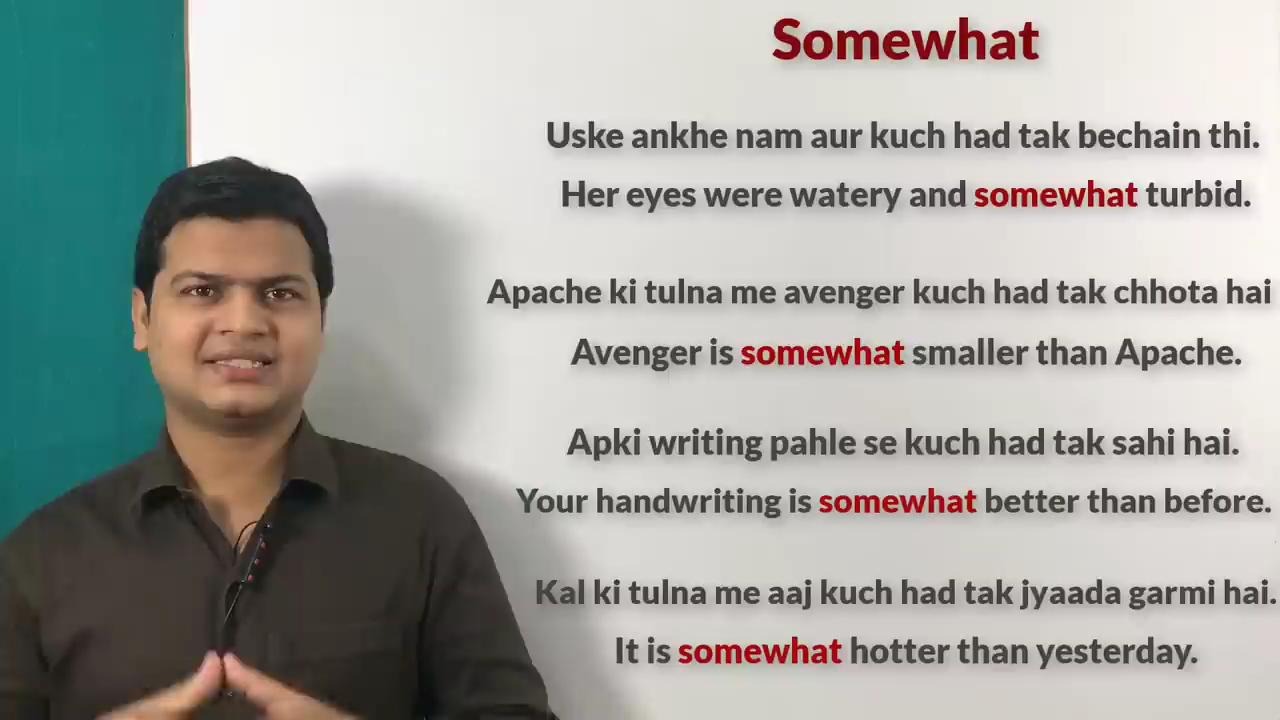 Somewhat
Uske ankhe nam aur kuch had tak bechain thi.
Her eyes were watery and somewhat turbid.
Apache ki tulna me avenger kuch had tak chhota hai
Avenger is somewhat smaller than Apache.
Apki writing pahle se kuch had tak sahi hai.
Your handwriting is somewhat better than before.
Kal ki tulna me aaj kuch had tak jyaada garmi hai.
It is somewhat hotter than yesterday.